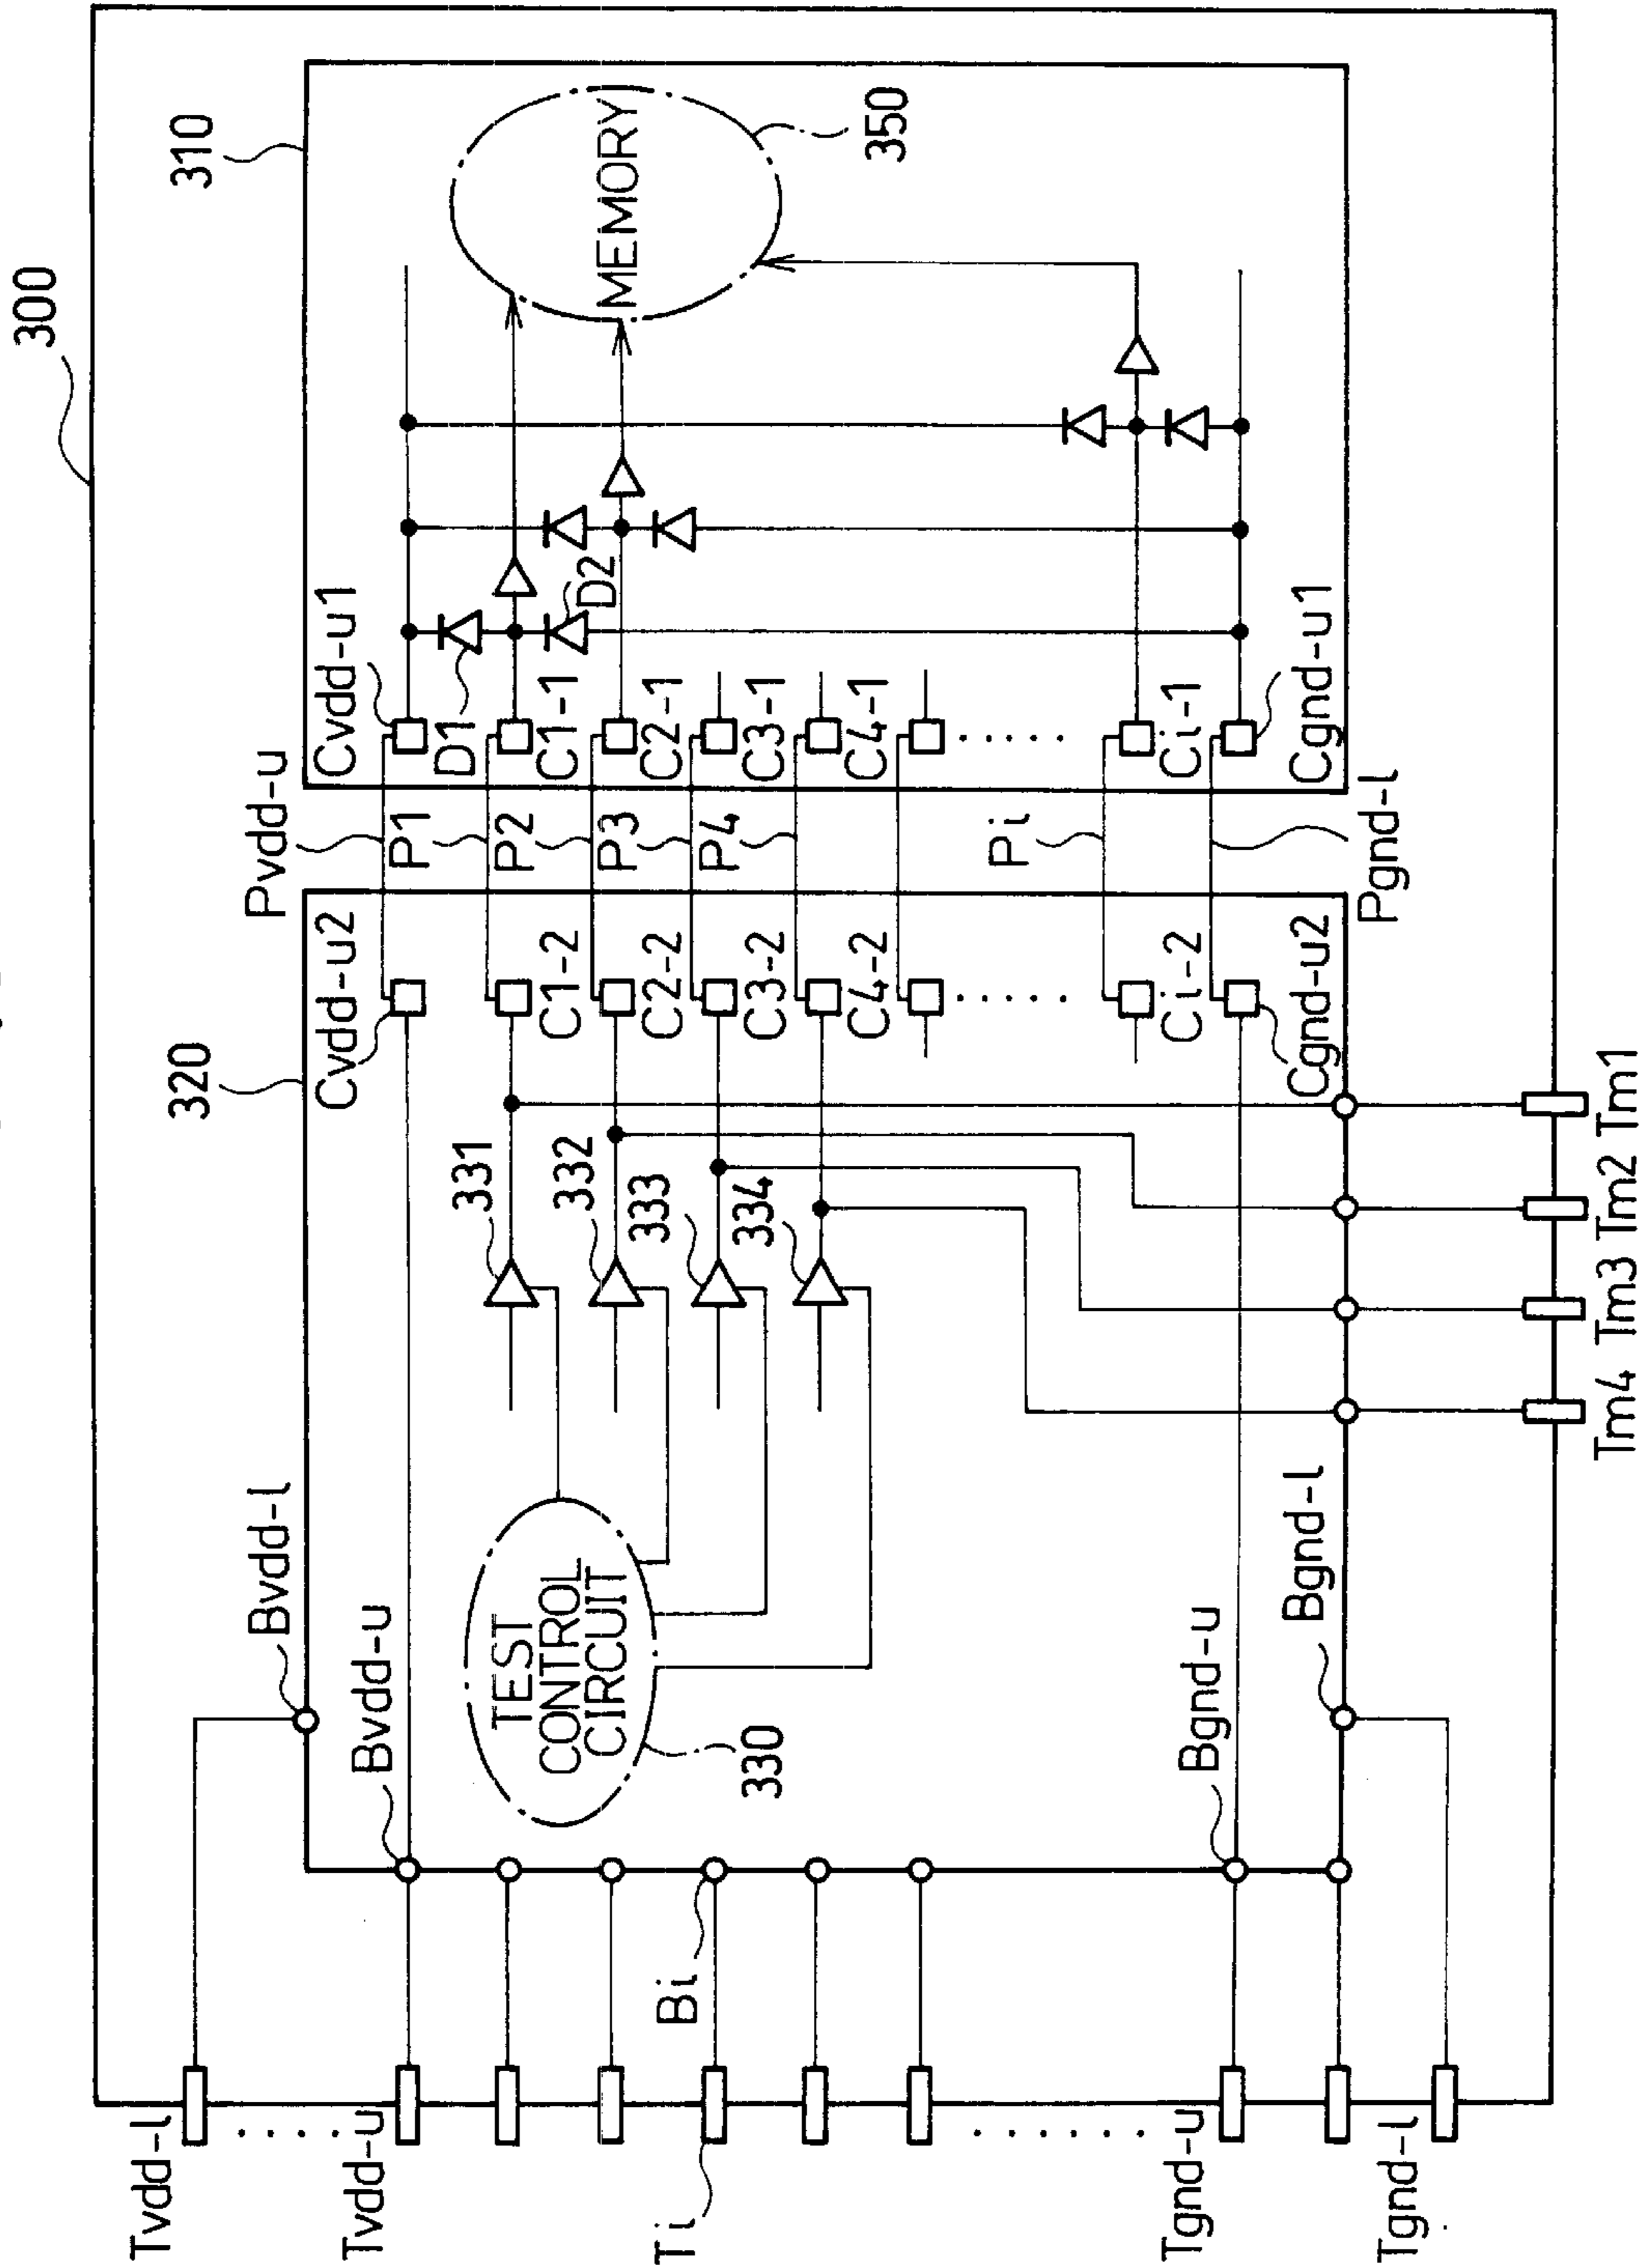 300
310
320
Pvdd-u
Cvdd-u1
Cvdd-u2
Bvdd-l
Bvdd-u
Tvdd-l
Tvdd-u
D1
D2
P1
C1-1
C1-2
P2
C2-1
C2-2
P3
C3-1
C3-2
P4
C4-1
C4-2
Pi
Ci-1
Ci-2
Cgnd-u1
Cgnd-u2
Pgnd-l
MEMORY
350
331
332
333
334
TEST
CONTROL
CIRCUIT
330
Bi
Ti
Bgnd-u
Bgnd-l
Tgnd-u
Tgnd-l
Tm4
Tm3
Tm2
Tm1